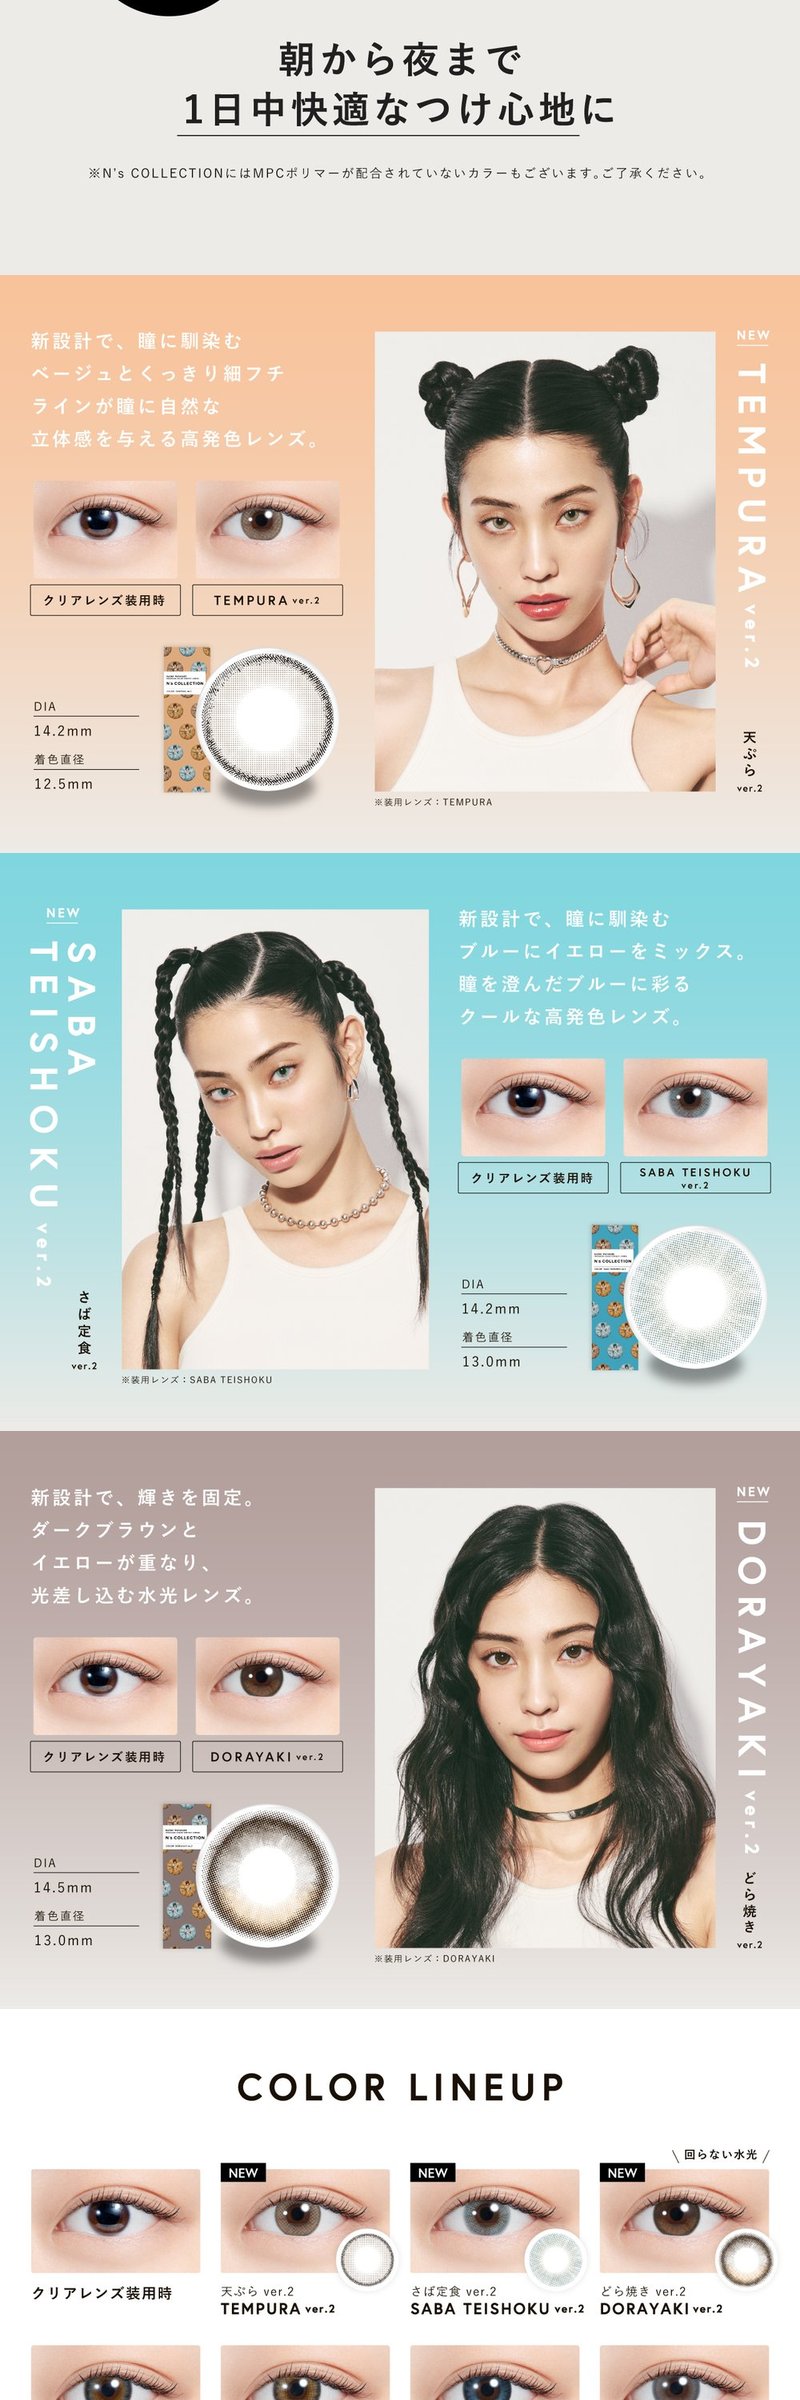 朝から夜まで
1日中快適なつけ心地に
※N's COLLECTIONにはMPCポリマーが配合されていないカラーもございます。ご了承ください。
新設計で、瞳に馴染む
ベージュとくっきり細フチ
ラインが瞳に自然な
立体感を与える高発色レンズ。
クリアレンズ装用時
TEMPURA ver.2
DIA
14.2mm
着色直径
12.5mm
N's COLLECTION
※装用レンズ：TEMPURA
NEW
TEMPURA ver.2
天ぷら
ver.2
NEW
SABA
TEISHOKU ver.2
さば定食
ver.2
※装用レンズ：SABA TEISHOKU
新設計で、瞳に馴染む
ブルーにイエローをミックス。
瞳を澄んだブルーに彩る
クールな高発色レンズ。
クリアレンズ装用時
SABA TEISHOKU
ver.2
DIA
14.2mm
着色直径
13.0mm
N's COLLECTION
新設計で、輝きを固定。
ダークブラウンと
イエローが重なり、
光差し込む水光レンズ。
クリアレンズ装用時
DORAYAKI ver.2
DIA
14.5mm
着色直径
13.0mm
N's COLLECTION
※装用レンズ：DORAYAKI
NEW
DORAYAKI ver.2
どら焼き
ver.2
COLOR LINEUP
\ 回らない水光 /
NEW
NEW
NEW
クリアレンズ装用時
天ぷら ver.2
TEMPURA ver.2
さば定食 ver.2
SABA TEISHOKU ver.2
どら焼き ver.2
DORAYAKI ver.2